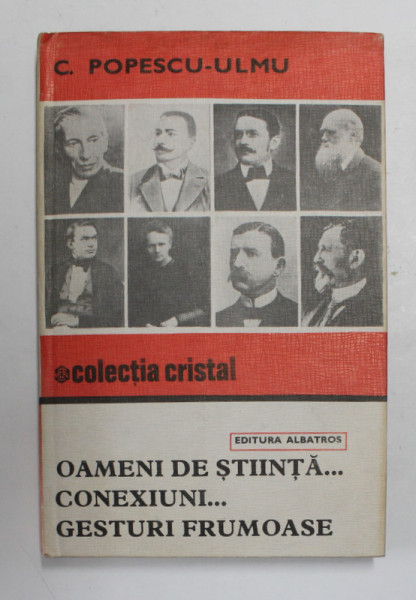 C. POPESCU-ULMU
colecția cristal
EDITURA ALBATROS
OAMENI DE ȘTIINȚĂ...
CONEXIUNI...
GESTURI FRUMOASE